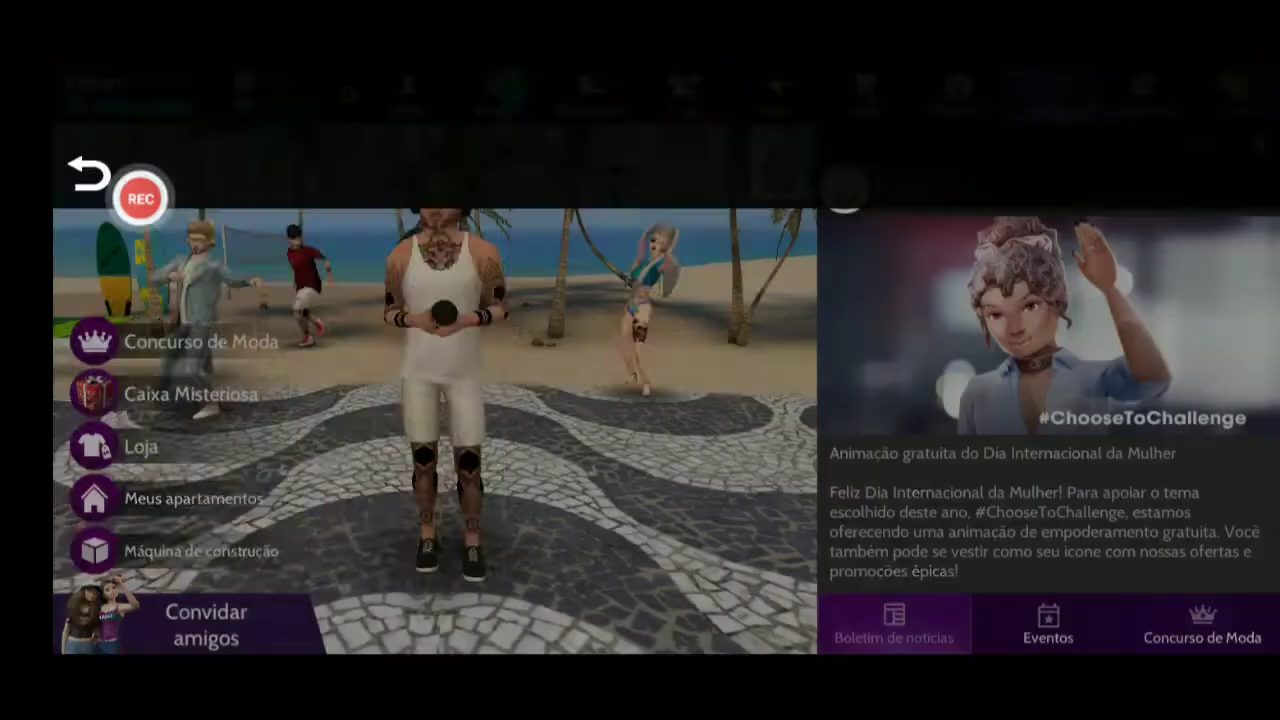 REC
Concurso de Moda
Caixa Misteriosa
Loja
Meus apartamentos
Máquina de construção
Convidar
amigos
#ChooseToChallenge
Animação gratuita do Dia Internacional da Mulher
Feliz Dia Internacional da Mulher! Para apoiar o tema
escolhido deste ano, #ChooseToChallenge, estamos
oferecendo uma animação de empoderamento gratuita. Você
também pode se vestir como seu icone com nossas ofertas e
promoções épicas!
Boletim de noticias
Eventos
Concurso de Moda